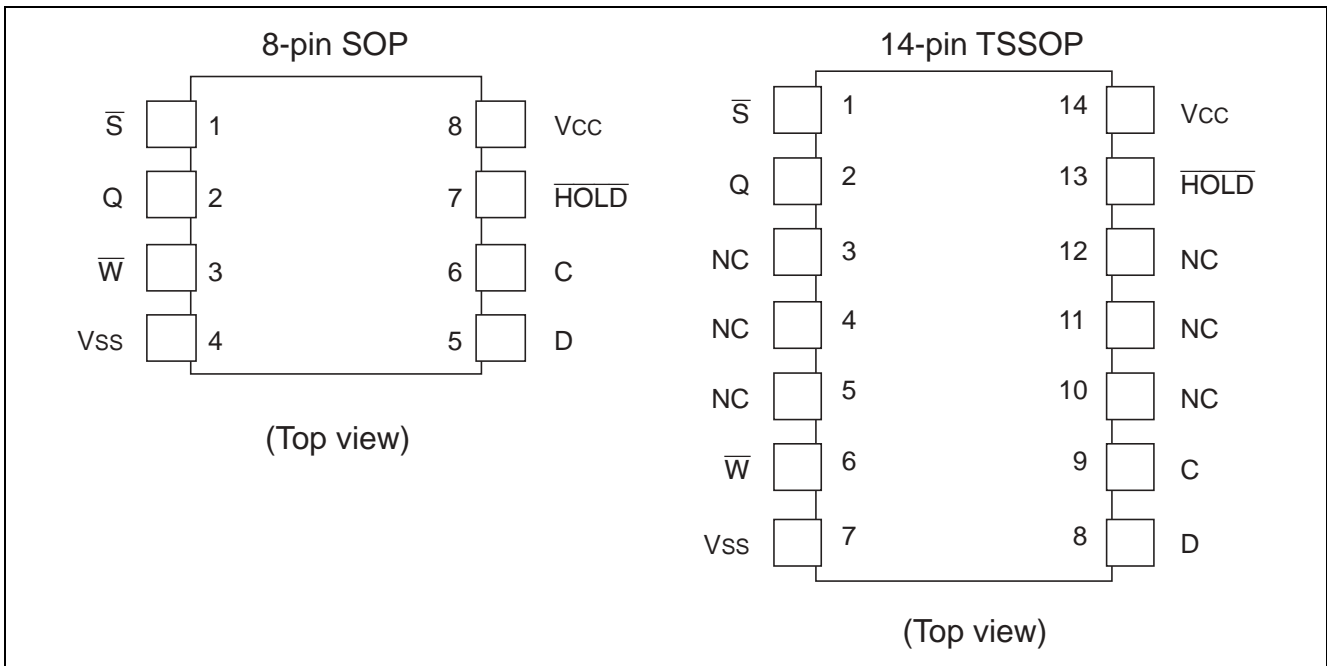 8-pin SOP
S̅ 1 8 VCC
Q 2 7 H̅O̅L̅D̅
W̅ 3 6 C
VSS 4 5 D
(Top view)
14-pin TSSOP
S̅ 1 14 VCC
Q 2 13 H̅O̅L̅D̅
NC 3 12 NC
NC 4 11 NC
NC 5 10 NC
W̅ 6 9 C
VSS 7 8 D
(Top view)